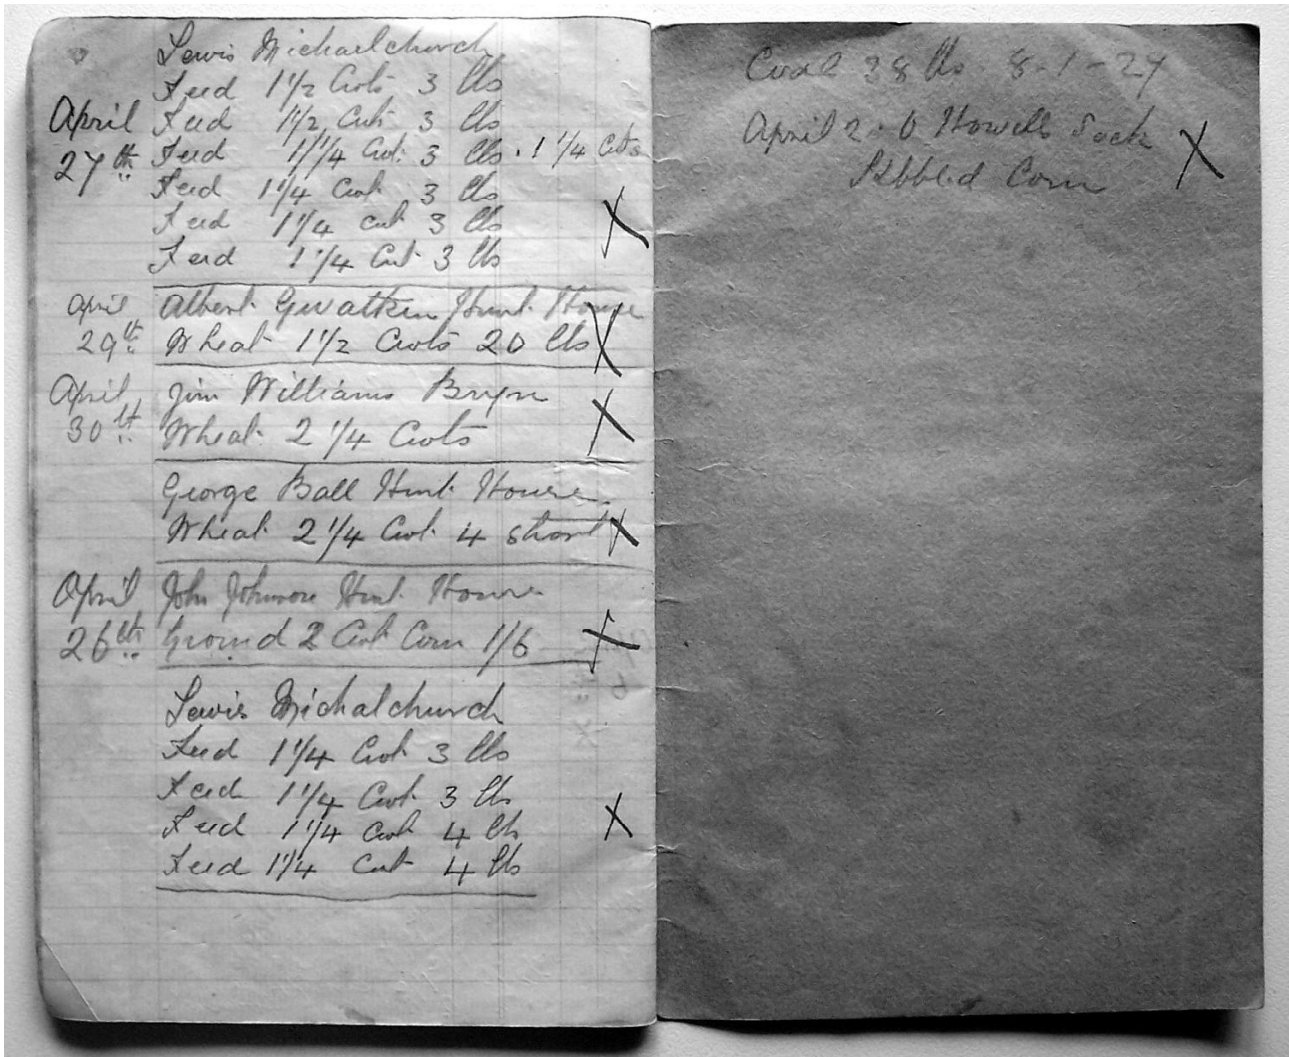 Lewis Michaelchurch
Feed 1 1/2 Cwts 3 lbs
April Feed 1 1/2 Cwt 3 lbs
27th Feed 1 1/4 Cwt 3 lbs. 1 1/4 Cwts
Feed 1 1/4 Cwt 3 lbs
Feed 1 1/4 Cwt 3 lbs X
Feed 1 1/4 Cwt 3 lbs
April Albert Gwatkin Hunt House
29th Wheat 1 1/2 Cwts 20 lbs X
April Jim Williams Bryn
30th Wheat 2 1/4 Cwts X
George Ball Hunt House
Wheat 2 1/4 Cwt 4 short X
April John Johnson Hunt House
26th Ground 2 Cwt Corn 1/6 X
Lewis Michalchurch
Feed 1 1/4 Cwt 3 lbs
Feed 1 1/4 Cwt 3 lbs
Feed 1 1/4 Cwt 4 lbs X
Feed 1 1/4 Cwt 4 lbs
Coal 38 lbs 8-1-27
April 2 Howells Sack X
Kibbled Corn